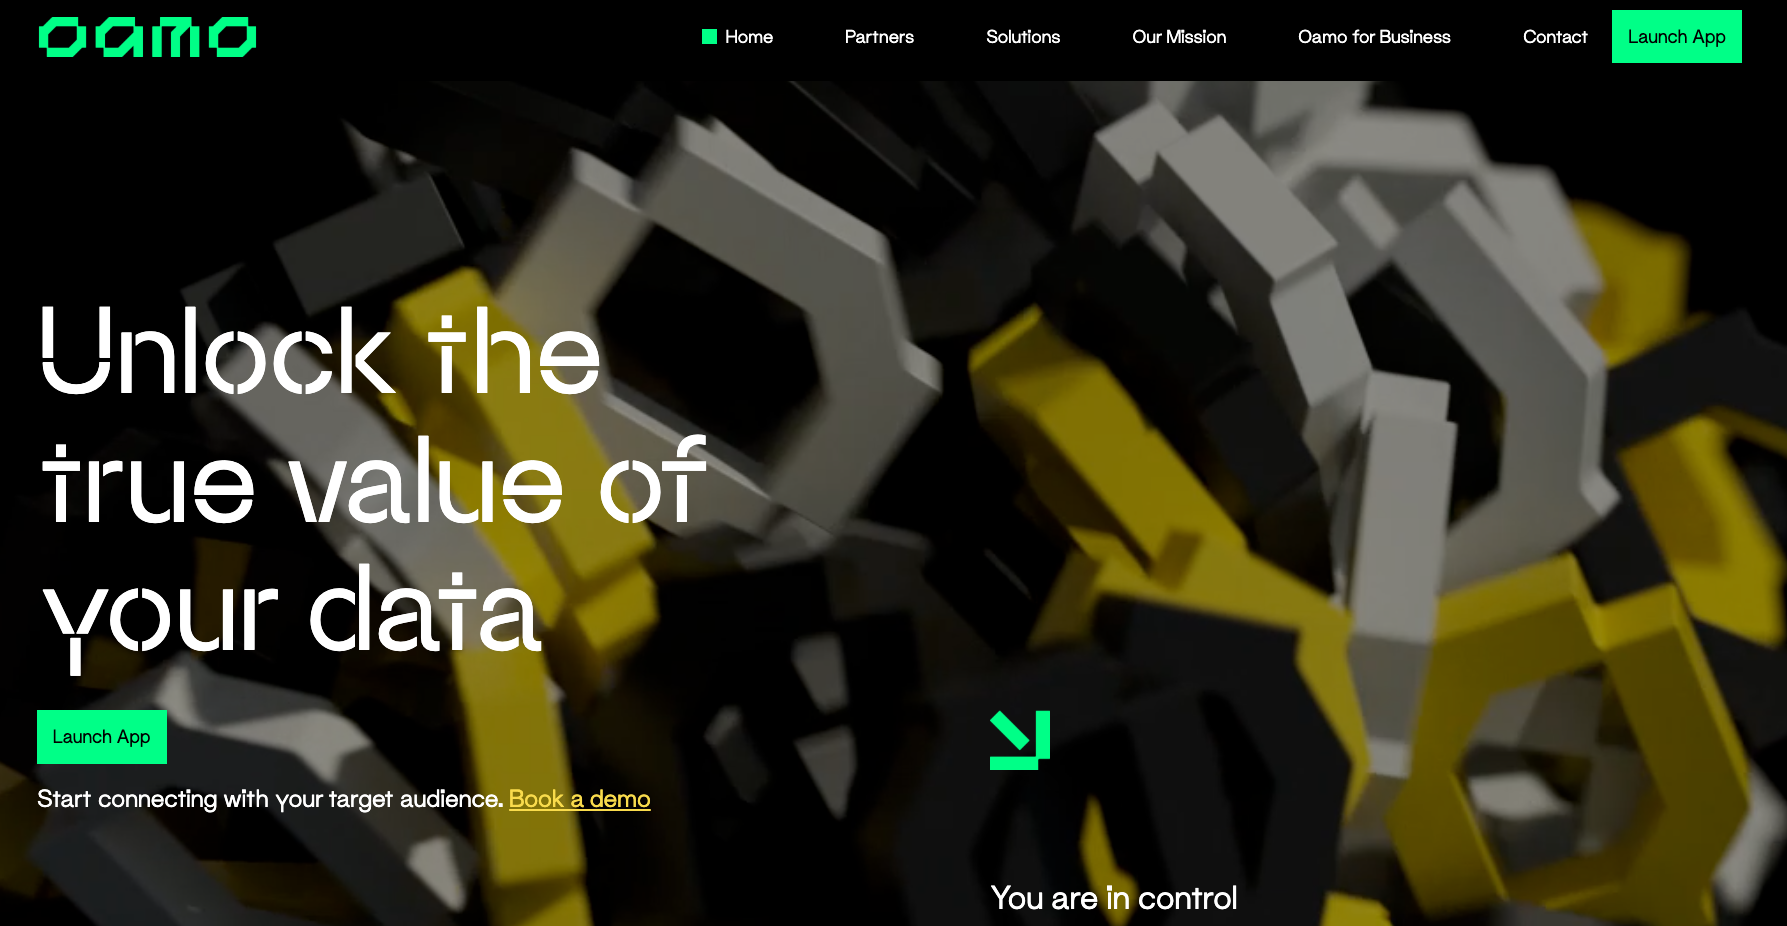 oamo
Home Partners Solutions Our Mission Oamo for Business Contact Launch App
Unlock the
true value of
your data
Launch App
Start connecting with your target audience. Book a demo
You are in control